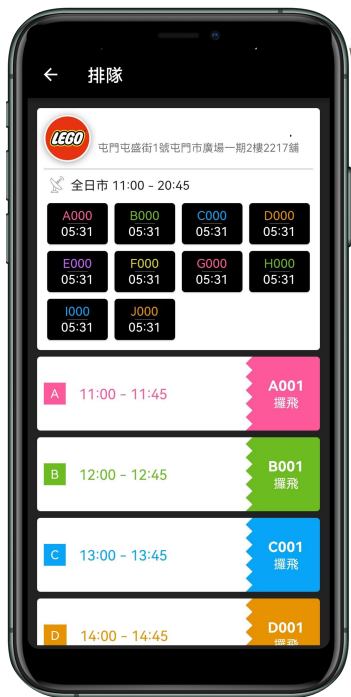 排隊
LEGO
屯門屯盛街1號屯門市廣場一期2樓2217舖
全日市 11:00 - 20:45
A000 B000 C000 D000
05:31 05:31 05:31 05:31
E000 F000 G000 H000
05:31 05:31 05:31 05:31
I000 J000
05:31 05:31
A 11:00 - 11:45 A001
攞飛
B 12:00 - 12:45 B001
攞飛
C 13:00 - 13:45 C001
攞飛
D 14:00 - 14:45 D001